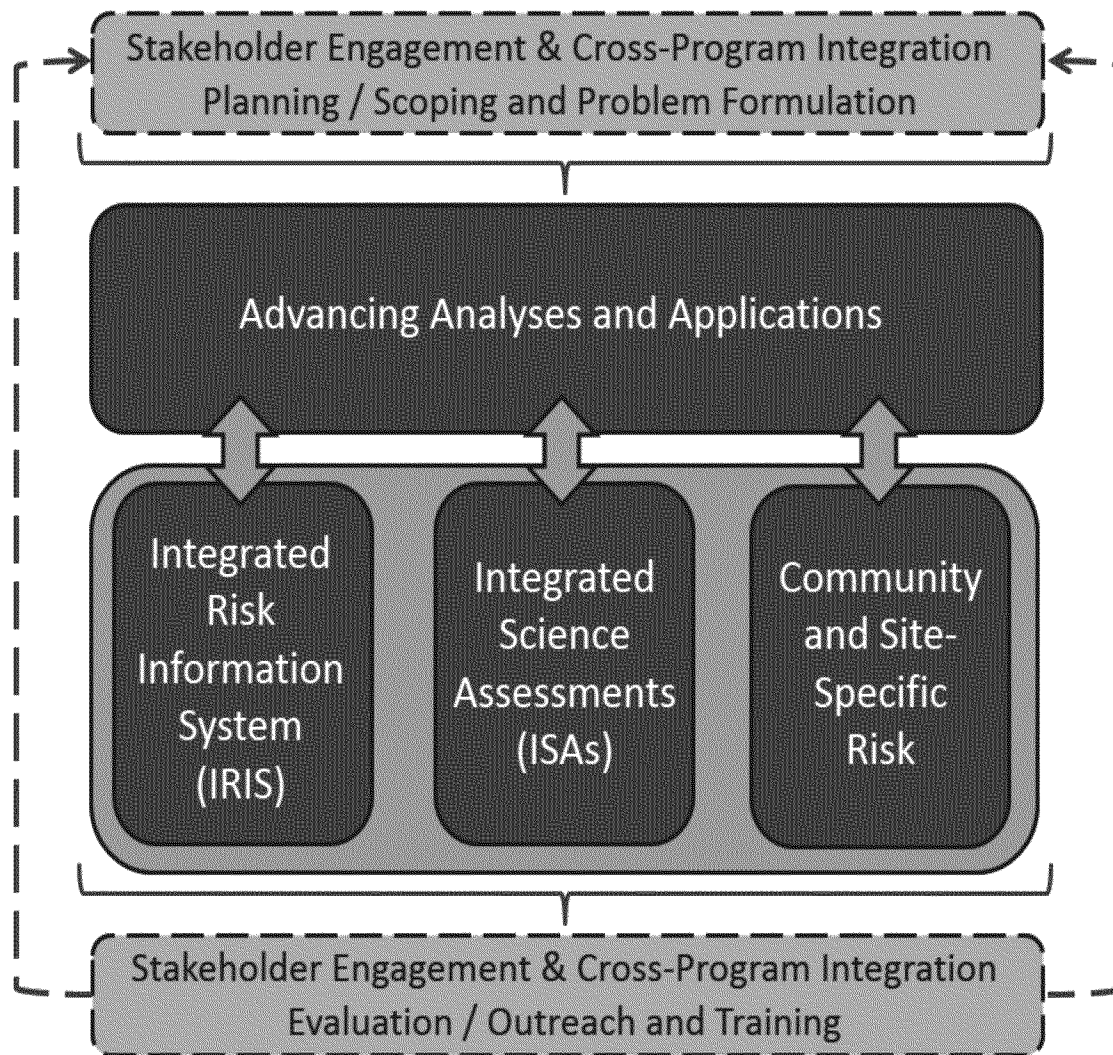 Stakeholder Engagement & Cross-Program Integration
Planning / Scoping and Problem Formulation
Advancing Analyses and Applications
Integrated
Risk
Information
System
(IRIS)
Integrated
Science
Assessments
(ISAs)
Community
and Site-
Specific
Risk
Stakeholder Engagement & Cross-Program Integration
Evaluation / Outreach and Training